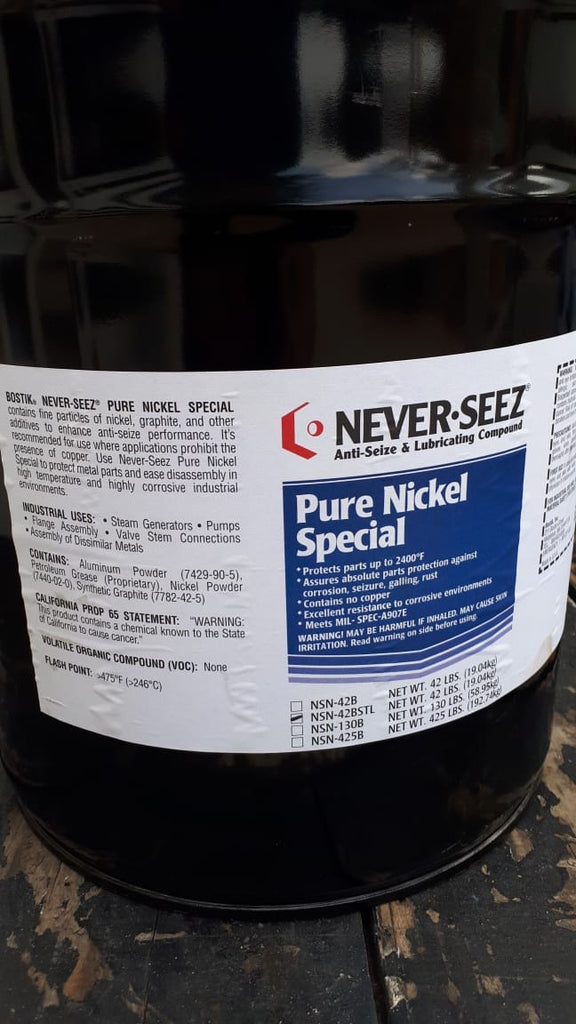 BOSTIK® NEVER-SEEZ® PURE NICKEL SPECIAL
contains fine particles of nickel, graphite, and other
additives to enhance anti-seize performance. It's
recommended for use where applications prohibit the
presence of copper. Use Never-Seez Pure Nickel
Special to protect metal parts and ease disassembly in
high temperature and highly corrosive industrial
environments.
INDUSTRIAL USES: • Steam Generators • Pumps
• Flange Assembly • Valve Stem Connections
• Assembly of Dissimilar Metals
CONTAINS: Aluminum Powder (7429-90-5),
Petroleum Grease (Proprietary), Nickel Powder
(7440-02-0), Synthetic Graphite (7782-42-5)
CALIFORNIA PROP 65 STATEMENT: "WARNING:
This product contains a chemical known to the State
of California to cause cancer."
VOLATILE ORGANIC COMPOUND (VOC): None
FLASH POINT: >475°F (>246°C)
NEVER•SEEZ®
Anti-Seize & Lubricating Compound
Pure Nickel
Special
• Protects parts up to 2400°F
• Assures absolute parts protection against
corrosion, seizure, galling, rust
• Contains no copper
• Excellent resistance to corrosive environments
• Meets MIL- SPEC-A907E
WARNING! MAY BE HARMFUL IF INHALED. MAY CAUSE SKIN
IRRITATION. Read warning on side before using.
NSN-42B NET WT. 42 LBS. (19.04kg)
NSN-42BSTL NET WT. 42 LBS. (19.04kg)
NSN-130B NET WT. 130 LBS. (58.95kg)
NSN-425B NET WT. 425 LBS. (192.74kg)